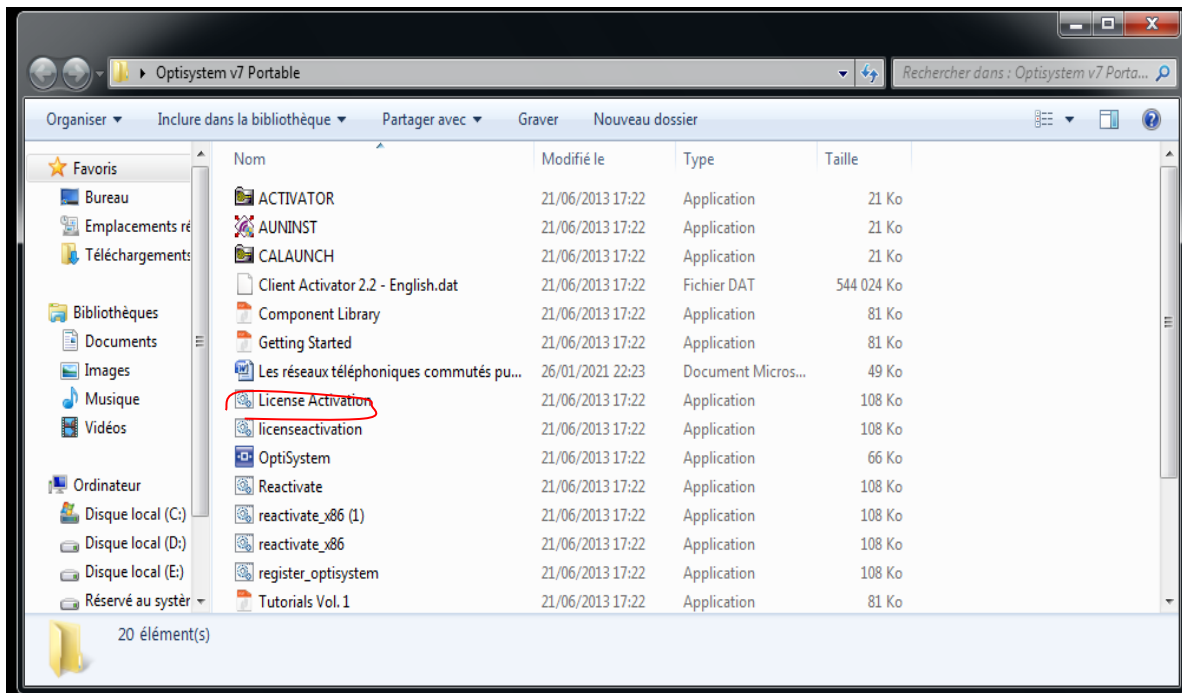 Optisystem v7 Portable
Rechercher dans : Optisystem v7 Porta...
Organiser Inclure dans la bibliothèque Partager avec Graver Nouveau dossier
Favoris
Bureau
Emplacements ré
Téléchargements
Bibliothèques
Documents
Images
Musique
Vidéos
Ordinateur
Disque local (C:)
Disque local (D:)
Disque local (E:)
Réservé au systèr
Nom Modifié le Type Taille
ACTIVATOR 21/06/2013 17:22 Application 21 Ko
AUNINST 21/06/2013 17:22 Application 21 Ko
CALAUNCH 21/06/2013 17:22 Application 21 Ko
Client Activator 2.2 - English.dat 21/06/2013 17:22 Fichier DAT 544 024 Ko
Component Library 21/06/2013 17:22 Application 81 Ko
Getting Started 21/06/2013 17:22 Application 81 Ko
Les réseaux téléphoniques commutés pu... 26/01/2021 22:23 Document Micros... 49 Ko
License Activation 21/06/2013 17:22 Application 108 Ko
licenseactivation 21/06/2013 17:22 Application 108 Ko
OptiSystem 21/06/2013 17:22 Application 66 Ko
Reactivate 21/06/2013 17:22 Application 108 Ko
reactivate_x86 (1) 21/06/2013 17:22 Application 108 Ko
reactivate_x86 21/06/2013 17:22 Application 108 Ko
register_optisystem 21/06/2013 17:22 Application 108 Ko
Tutorials Vol. 1 21/06/2013 17:22 Application 81 Ko
20 élément(s)